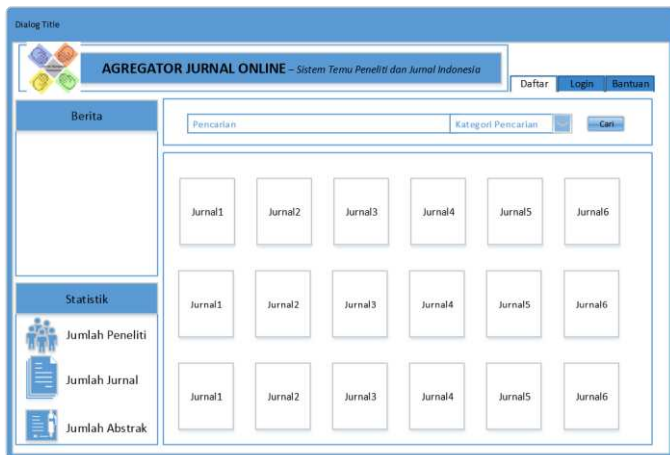 Dialog Title
AGREGATOR JURNAL ONLINE – Sistem Temu Peneliti dan Jurnal Indonesia
Daftar Login Bantuan
Berita
Pencarian Kategori Pencarian Cari
Jurnal1 Jurnal2 Jurnal3 Jurnal4 Jurnal5 Jurnal6
Statistik
Jurnal1 Jurnal2 Jurnal3 Jurnal4 Jurnal5 Jurnal6
Jumlah Peneliti
Jumlah Jurnal
Jurnal1 Jurnal2 Jurnal3 Jurnal4 Jurnal5 Jurnal6
Jumlah Abstrak